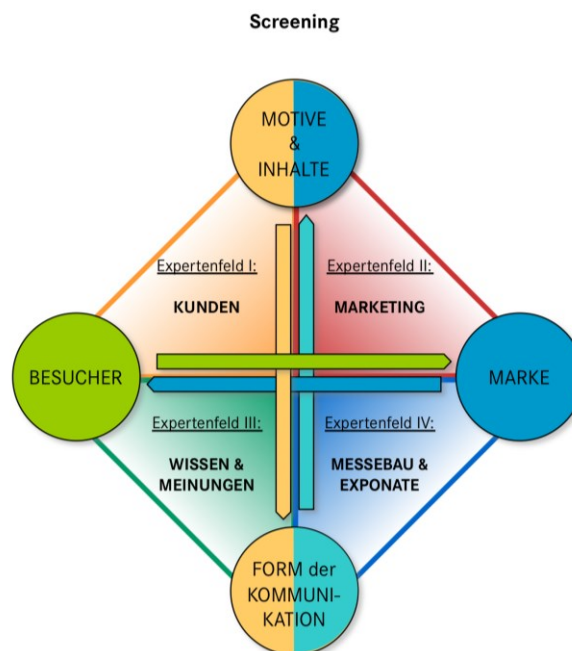 Screening
MOTIVE
&
INHALTE
Expertenfeld I:
KUNDEN
Expertenfeld II:
MARKETING
BESUCHER
MARKE
Expertenfeld III:
WISSEN &
MEINUNGEN
Expertenfeld IV:
MESSEBAU &
EXPONATE
FORM der
KOMMUNI-
KATION